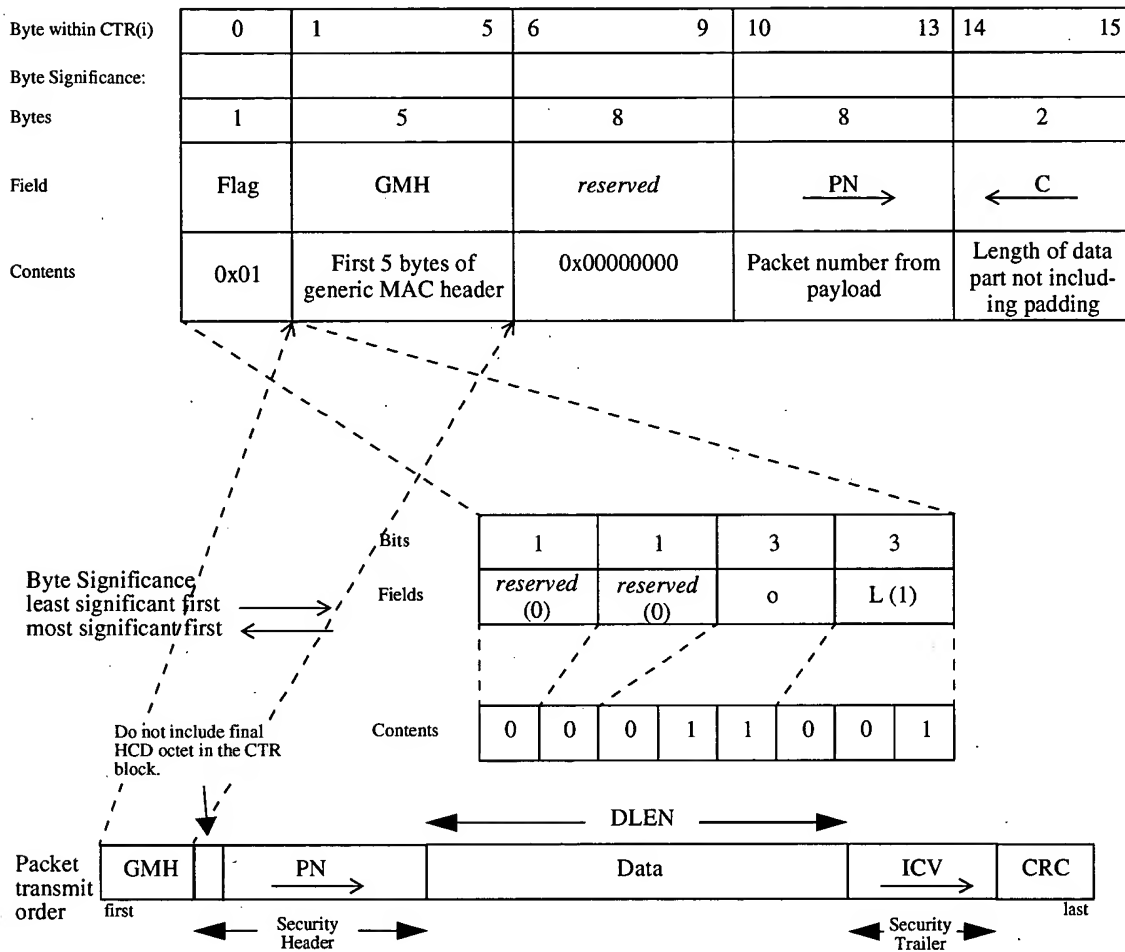 Byte within CTR(i) 0 1 5 6 9 10 13 14 15
Byte Significance:
Bytes 1 5 8 8 2
Field Flag GMH reserved PN C
Contents 0x01 First 5 bytes of generic MAC header 0x00000000 Packet number from payload Length of data part not includ-ing padding
Bits 1 1 3 3
Fields reserved (0) reserved (0) o L (1)
Byte Significance
least significant first
most significant first
Contents 0 0 0 1 1 0 0 1
Do not include final
HCD octet in the CTR
block.
DLEN
Packet transmit order GMH PN Data ICV CRC
first last
Security Header Security Trailer